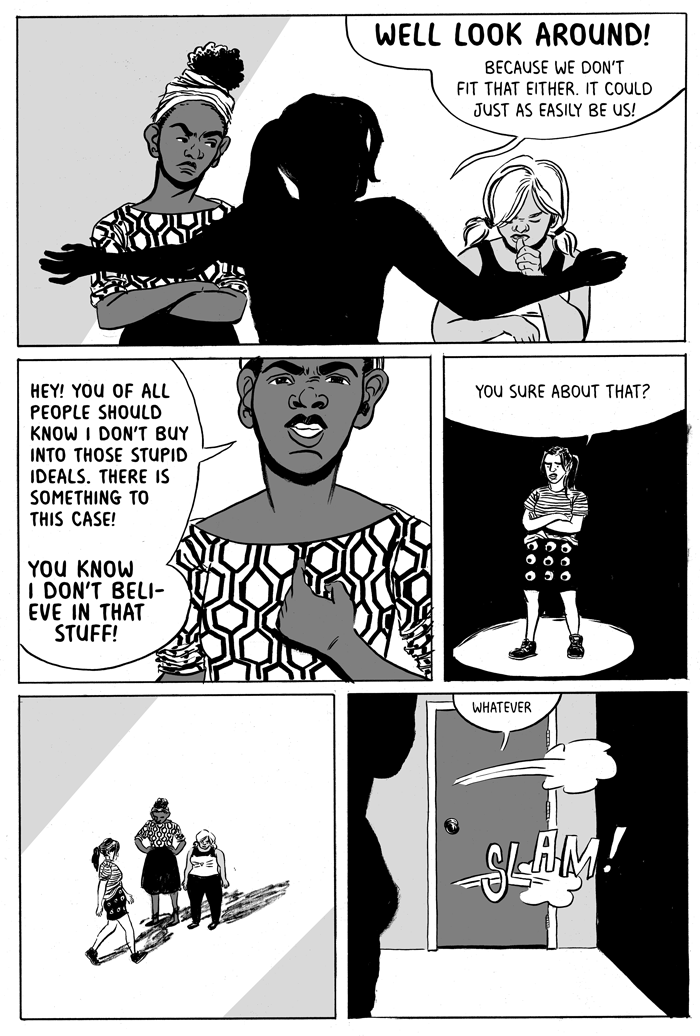 WELL LOOK AROUND!
BECAUSE WE DON'T
FIT THAT EITHER. IT COULD
JUST AS EASILY BE US!
HEY! YOU OF ALL
PEOPLE SHOULD
KNOW I DON'T BUY
INTO THOSE STUPID
IDEALS. THERE IS
SOMETHING TO
THIS CASE!
YOU KNOW
I DON'T BELI-
EVE IN THAT
STUFF!
YOU SURE ABOUT THAT?
WHATEVER
SLAM!